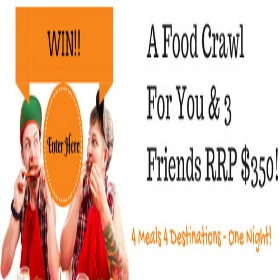 WIN!!
Enter Here
A Food Crawl
For You & 3
Friends RRP $350!
4 Meals 4 Destinations - One Night!